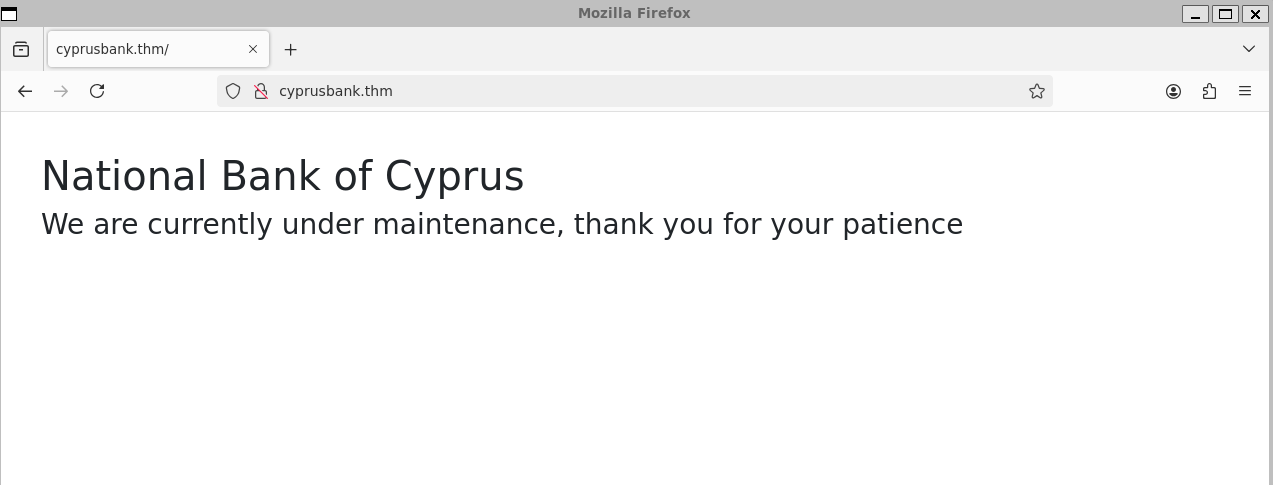 Mozilla Firefox
cyprusbank.thm/
cyprusbank.thm
National Bank of Cyprus
We are currently under maintenance, thank you for your patience